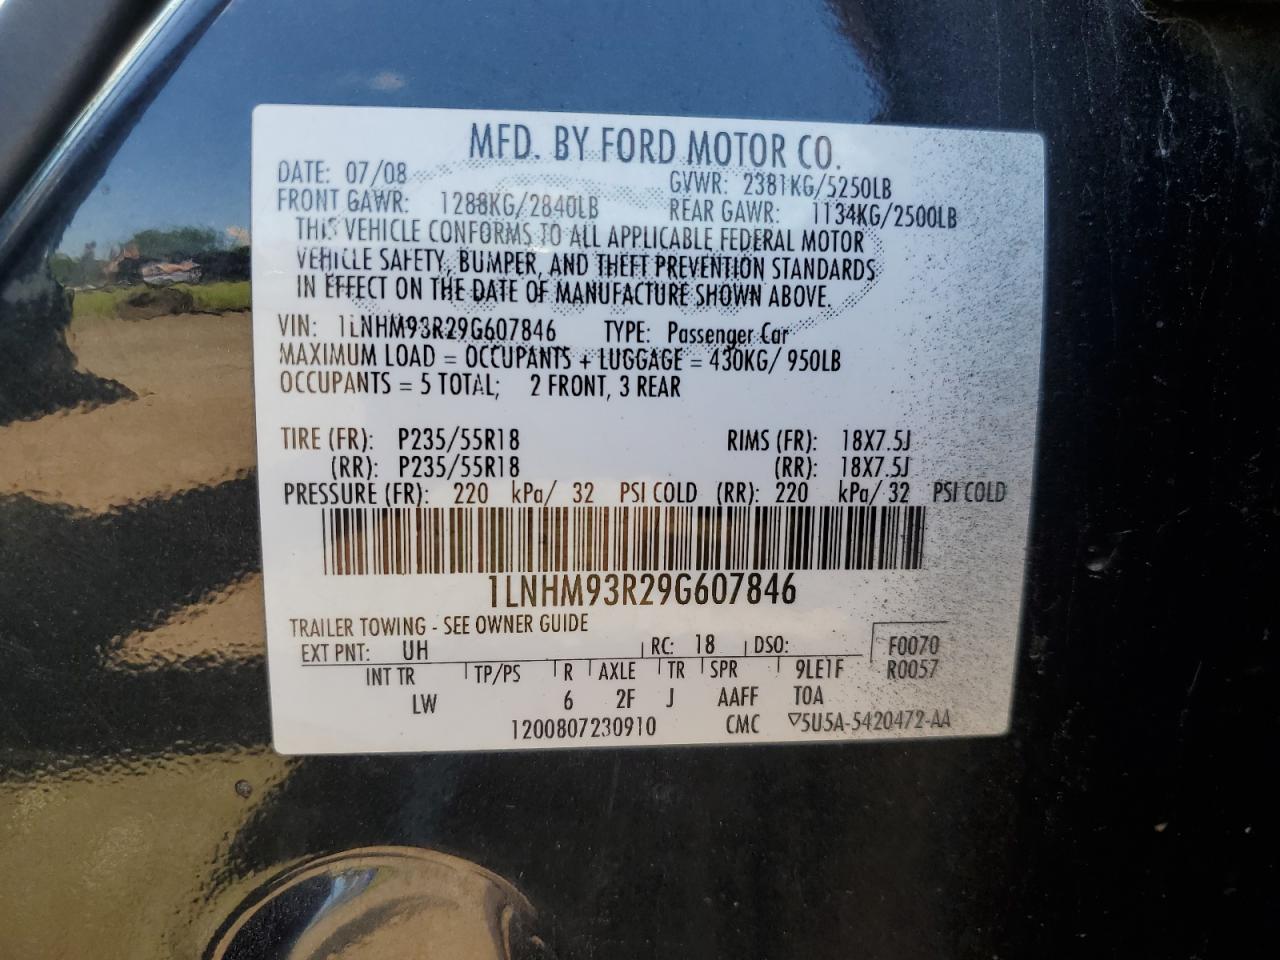 MFD. BY FORD MOTOR CO.
DATE: 07/08 GVWR: 2381KG/5250LB
FRONT GAWR: 1288KG/2840LB REAR GAWR: 1134KG/2500LB
THIS VEHICLE CONFORMS TO ALL APPLICABLE FEDERAL MOTOR
VEHICLE SAFETY, BUMPER, AND THEFT PREVENTION STANDARDS
IN EFFECT ON THE DATE OF MANUFACTURE SHOWN ABOVE.
VIN: 1LNHM93R29G607846 TYPE: Passenger Car
MAXIMUM LOAD = OCCUPANTS + LUGGAGE = 430KG/ 950LB
OCCUPANTS = 5 TOTAL; 2 FRONT, 3 REAR
TIRE (FR): P235/55R18 RIMS (FR): 18X7.5J
(RR): P235/55R18 (RR): 18X7.5J
PRESSURE (FR): 220 kPa/ 32 PSI COLD (RR): 220 kPa/ 32 PSI COLD
1LNHM93R29G607846
TRAILER TOWING - SEE OWNER GUIDE
EXT PNT: UH RC: 18 DSO: F0070
INT TR TP/PS R AXLE TR SPR 9LE1F R0057
LW 6 2F J AAFF TOA
1200807230910 CMC ▽5U5A-5420472-AA